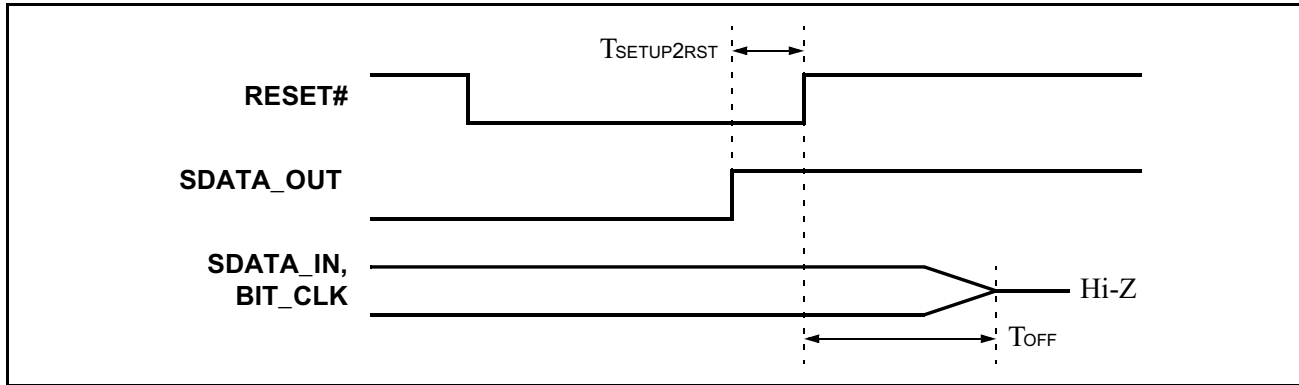 TSETUP2RST
RESET#
SDATA_OUT
SDATA_IN,
BIT_CLK
Hi-Z
TOFF